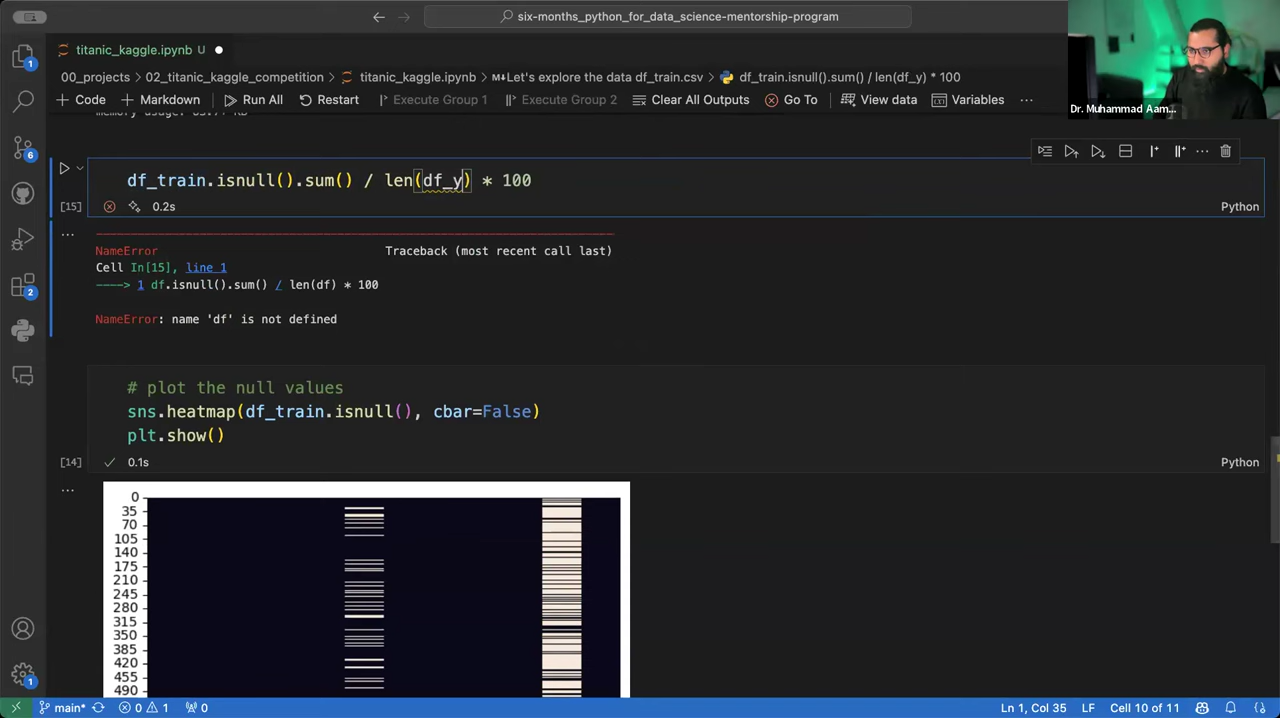 six-months_python_for_data_science-mentorship-program
titanic_kaggle.ipynb U
00_projects > 02_titanic_kaggle_competition > titanic_kaggle.ipynb > M↓Let's explore the data df_train.csv > df_train.isnull().sum() / len(df_y) * 100
+ Code + Markdown Run All Restart Execute Group 1 Execute Group 2 Clear All Outputs Go To View data Variables ...
Dr. Muhammad Aam...
df_train.isnull().sum() / len(df_y) * 100
[15] 0.2s Python
NameError Traceback (most recent call last)
Cell In[15], line 1
----> 1 df.isnull().sum() / len(df) * 100
NameError: name 'df' is not defined
# plot the null values
sns.heatmap(df_train.isnull(), cbar=False)
plt.show()
[14] 0.1s Python
0
35
70
105
140
175
210
245
280
315
350
385
420
455
490
1
6
2
1
main* 0 1 0 Ln 1, Col 35 LF Cell 10 of 11